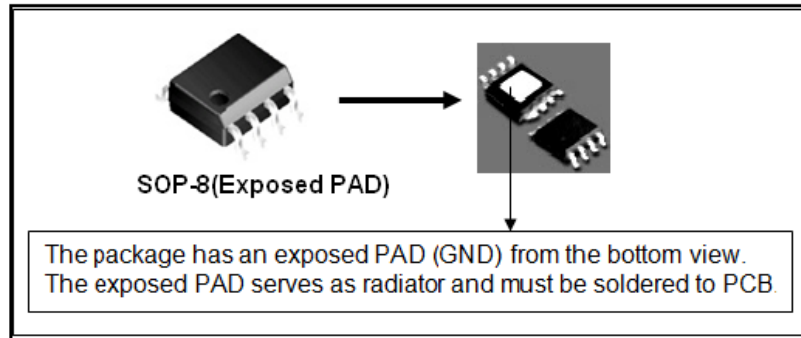 SOP-8(Exposed PAD)
The package has an exposed PAD (GND) from the bottom view.
The exposed PAD serves as radiator and must be soldered to PCB.